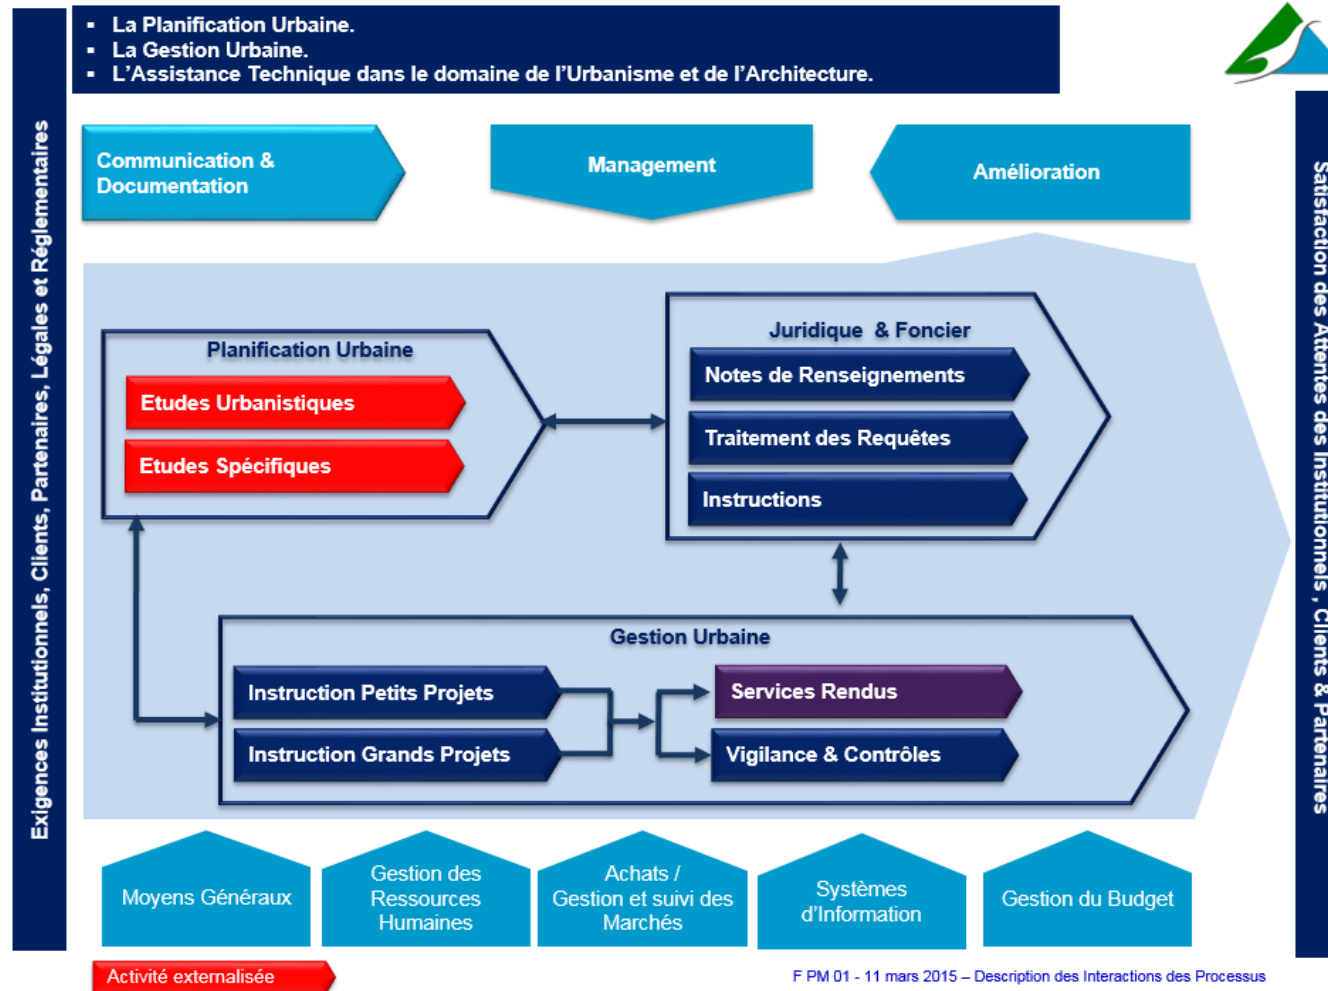 ▪ La Planification Urbaine.
▪ La Gestion Urbaine.
▪ L'Assistance Technique dans le domaine de l'Urbanisme et de l'Architecture.
Exigences Institutionnels, Clients, Partenaires, Légales et Réglementaires
Communication &
Documentation
Management
Amélioration
Satisfaction des Attentes des Institutionnels , Clients & Partenaires
Planification Urbaine
Etudes Urbanistiques
Etudes Spécifiques
Juridique & Foncier
Notes de Renseignements
Traitement des Requêtes
Instructions
Gestion Urbaine
Instruction Petits Projets
Instruction Grands Projets
Services Rendus
Vigilance & Contrôles
Moyens Généraux
Gestion des
Ressources
Humaines
Achats /
Gestion et suivi des
Marchés
Systèmes
d'Information
Gestion du Budget
Activité externalisée
F PM 01 - 11 mars 2015 – Description des Interactions des Processus